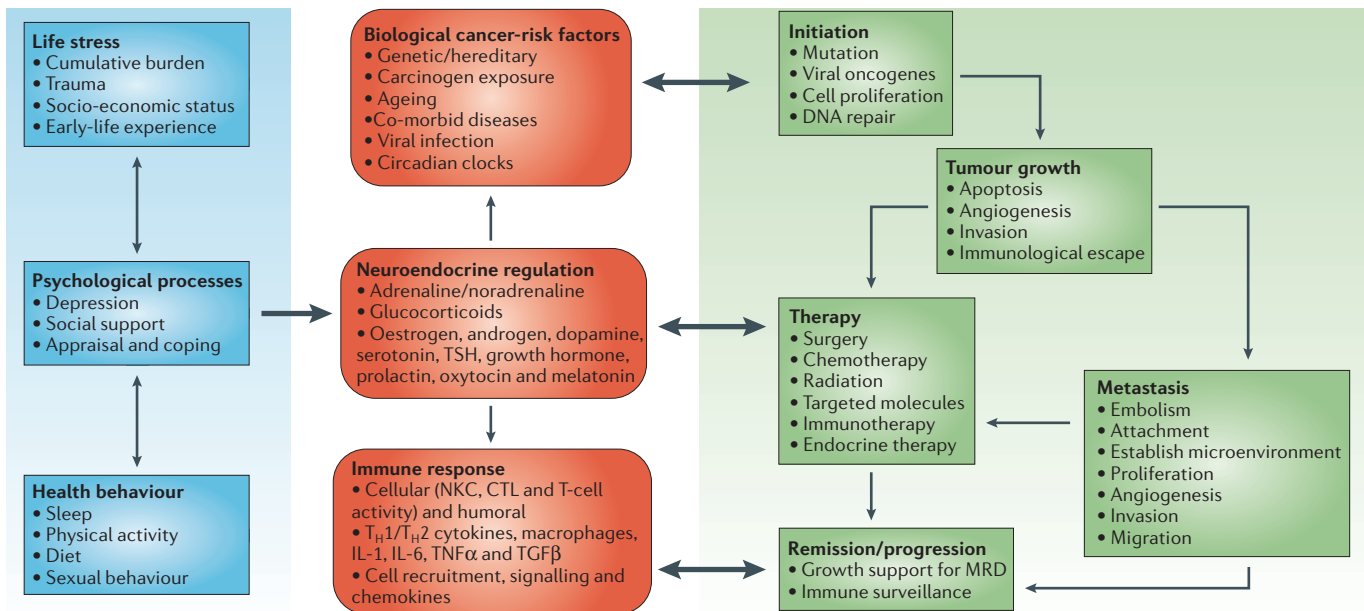 Life stress
• Cumulative burden
• Trauma
• Socio-economic status
• Early-life experience
Psychological processes
• Depression
• Social support
• Appraisal and coping
Health behaviour
• Sleep
• Physical activity
• Diet
• Sexual behaviour
Biological cancer-risk factors
• Genetic/hereditary
• Carcinogen exposure
• Ageing
•Co-morbid diseases
• Viral infection
• Circadian clocks
Neuroendocrine regulation
• Adrenaline/noradrenaline
• Glucocorticoids
• Oestrogen, androgen, dopamine,
serotonin, TSH, growth hormone,
prolactin, oxytocin and melatonin
Immune response
• Cellular (NKC, CTL and T-cell
activity) and humoral
• TH1/TH2 cytokines, macrophages,
IL-1, IL-6, TNFα and TGFβ
• Cell recruitment, signalling and
chemokines
Initiation
• Mutation
• Viral oncogenes
• Cell proliferation
• DNA repair
Tumour growth
• Apoptosis
• Angiogenesis
• Invasion
• Immunological escape
Therapy
• Surgery
• Chemotherapy
• Radiation
• Targeted molecules
• Immunotherapy
• Endocrine therapy
Metastasis
• Embolism
• Attachment
• Establish microenvironment
• Proliferation
• Angiogenesis
• Invasion
• Migration
Remission/progression
• Growth support for MRD
• Immune surveillance